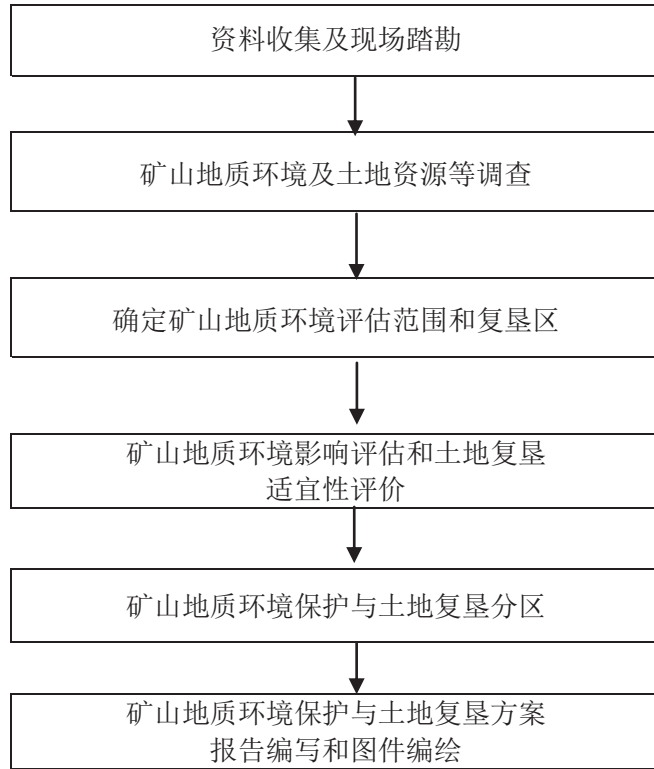 资料收集及现场踏勘
矿山地质环境及土地资源等调查
确定矿山地质环境评估范围和复垦区
矿山地质环境影响评估和土地复垦
适宜性评价
矿山地质环境保护与土地复垦分区
矿山地质环境保护与土地复垦方案
报告编写和图件编绘